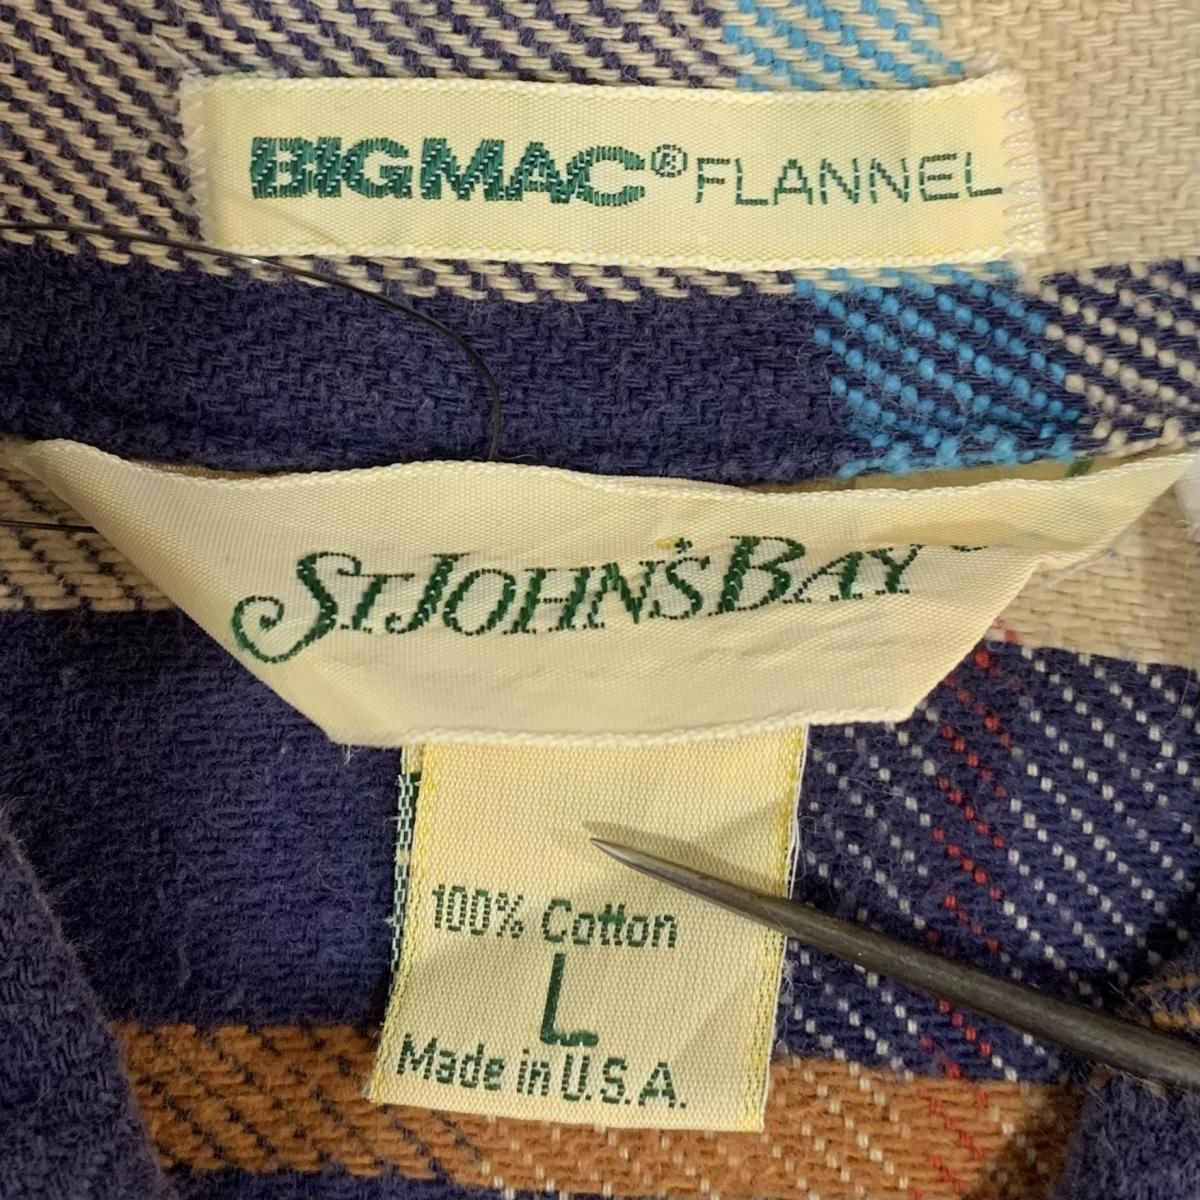 BIGMAC® FLANNEL
ST JOHN'S BAY
100% Cotton
L
Made in U.S.A.